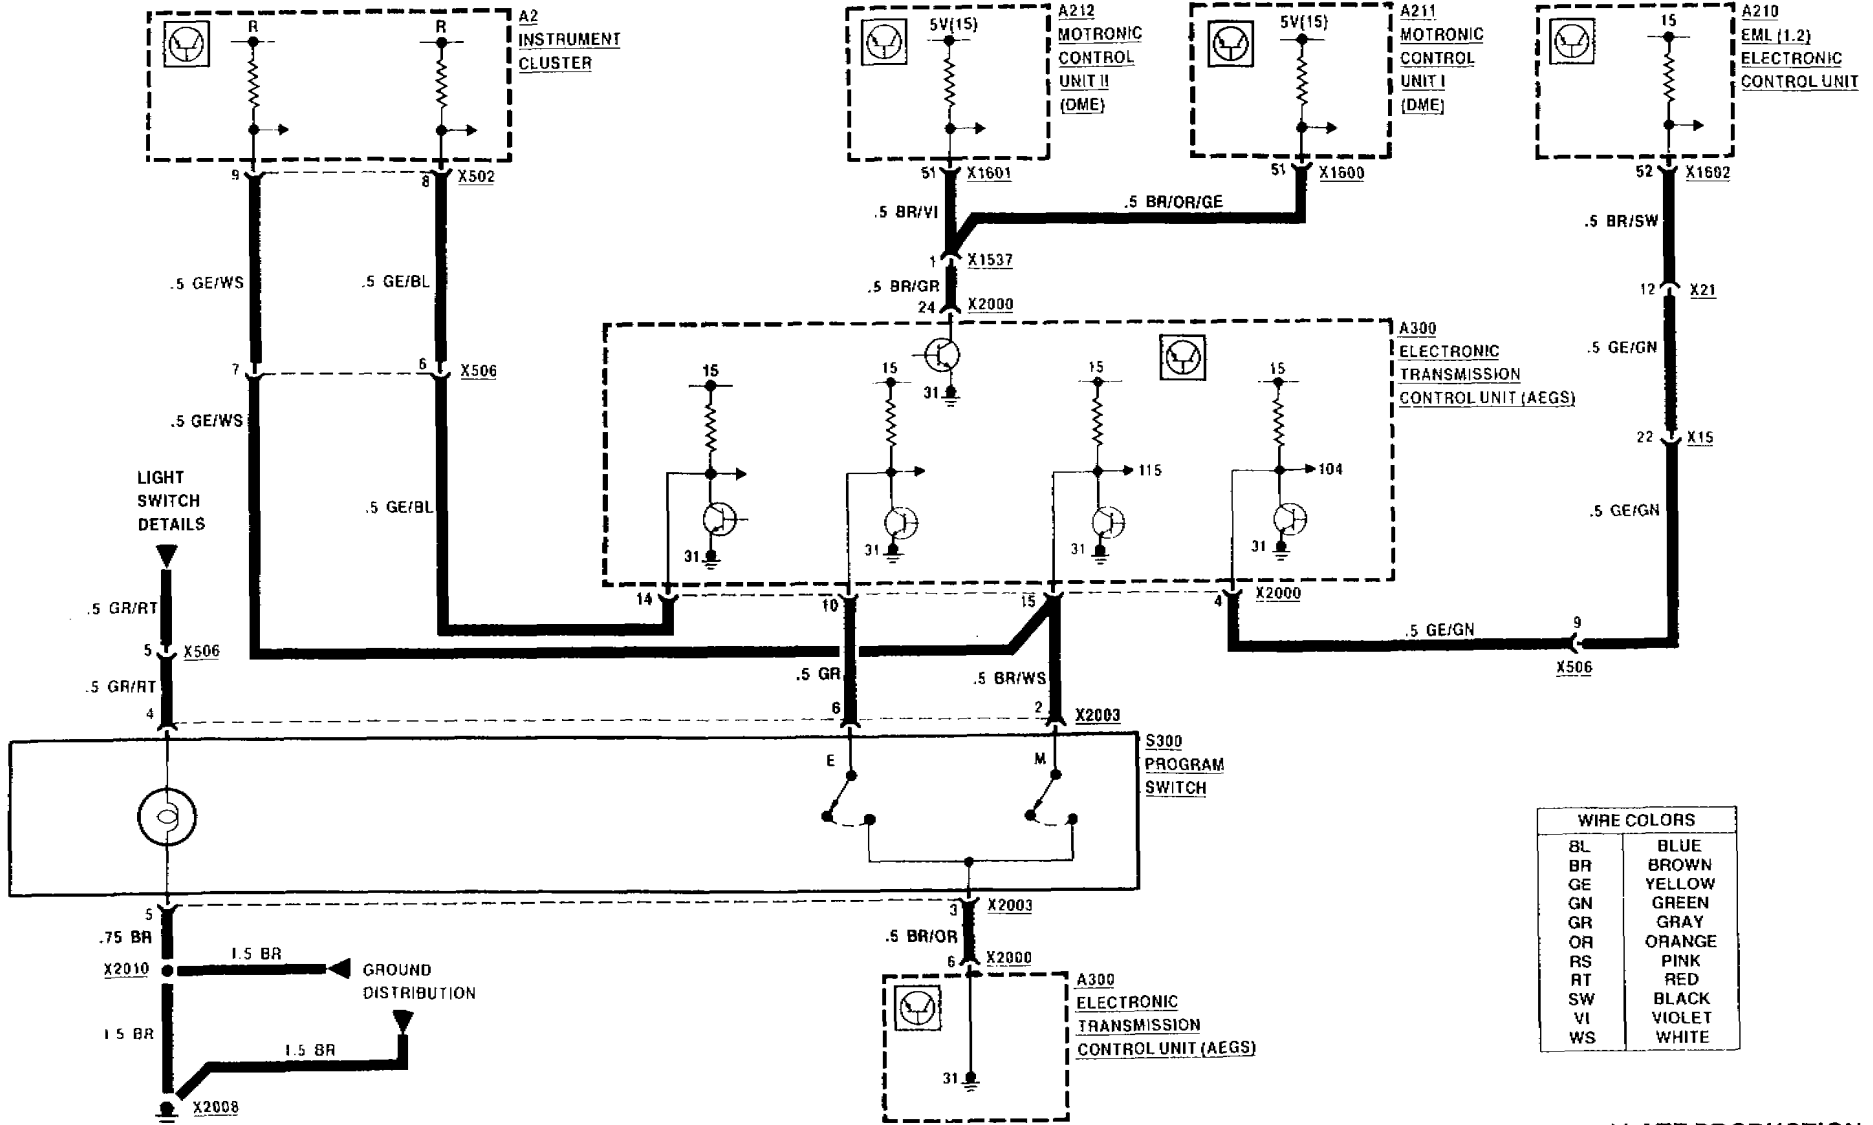 R
R
A2
INSTRUMENT
CLUSTER
5V(15)
A212
MOTRONIC
CONTROL
UNIT II
(DME)
5V(15)
A211
MOTRONIC
CONTROL
UNIT I
(DME)
15
A210
EML (1.2)
ELECTRONIC
CONTROL UNIT
9
8
X502
51
X1601
51
X1600
52
X1602
.5 BR/VI
.5 BR/OR/GE
.5 BR/SW
1
X1537
.5 GE/WS
.5 GE/BL
.5 BR/GR
12
X21
24
X2000
A300
ELECTRONIC
TRANSMISSION
CONTROL UNIT (AEGS)
.5 GE/GN
7
6
X506
15
15
31
15
15
.5 GE/WS
22
X15
LIGHT
SWITCH
DETAILS
115
104
.5 GE/BL
.5 GE/GN
31
31
31
31
14
10
15
4
X2000
.5 GR/RT
.5 GE/GN
9
X506
5
X506
.5 GR/RT
.5 GR
.5 BR/WS
4
6
2
X2003
S300
PROGRAM
SWITCH
E
M
WIRE COLORS
BL BLUE
BR BROWN
GE YELLOW
GN GREEN
GR GRAY
OR ORANGE
RS PINK
RT RED
SW BLACK
VI VIOLET
WS WHITE
5
3
X2003
.75 BR
.5 BR/OR
1.5 BR
X2010
GROUND
DISTRIBUTION
6
X2000
A300
ELECTRONIC
TRANSMISSION
CONTROL UNIT (AEGS)
1.5 BR
1.5 BR
31
X2008